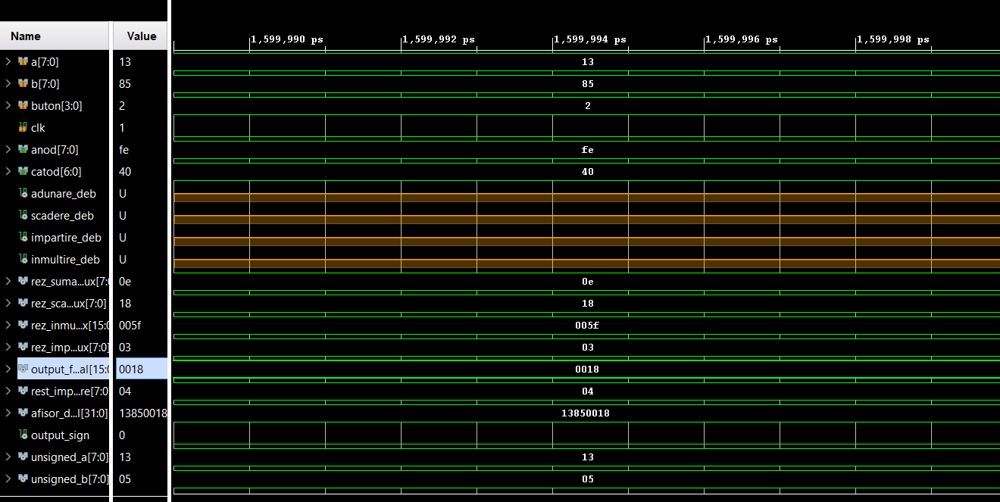 Name Value 1,599,990 ps 1,599,992 ps 1,599,994 ps 1,599,996 ps 1,599,998 ps
a[7:0] 13 13
b[7:0] 85 85
buton[3:0] 2 2
clk 1
anod[7:0] fe fe
catod[6:0] 40 40
adunare_deb U
scadere_deb U
impartire_deb U
inmultire_deb U
rez_suma...ux[7:0 0e 0e
rez_sca...ux[7:0] 18 18
rez_inmu...x[15:0 005f 005f
rez_imp...ux[7:0] 03 03
output_f...al[15:0 0018 0018
rest_imp...re[7:0 04 04
afisor_d...l[31:0] 13850018 13850018
output_sign 0
unsigned_a[7:0] 13 13
unsigned_b[7:0] 05 05